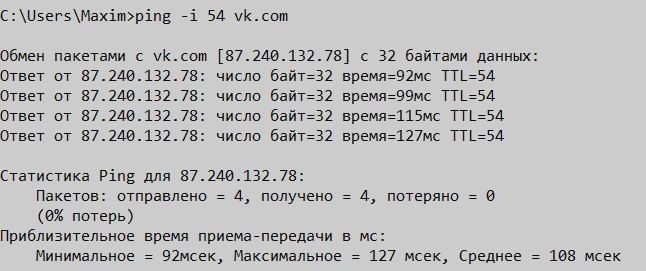 C:\Users\Maxim>ping -i 54 vk.com
Обмен пакетами с vk.com [87.240.132.78] с 32 байтами данных:
Ответ от 87.240.132.78: число байт=32 время=92мс TTL=54
Ответ от 87.240.132.78: число байт=32 время=99мс TTL=54
Ответ от 87.240.132.78: число байт=32 время=115мс TTL=54
Ответ от 87.240.132.78: число байт=32 время=127мс TTL=54
Статистика Ping для 87.240.132.78:
Пакетов: отправлено = 4, получено = 4, потеряно = 0
(0% потерь)
Приблизительное время приема-передачи в мс:
Минимальное = 92мсек, Максимальное = 127 мсек, Среднее = 108 мсек